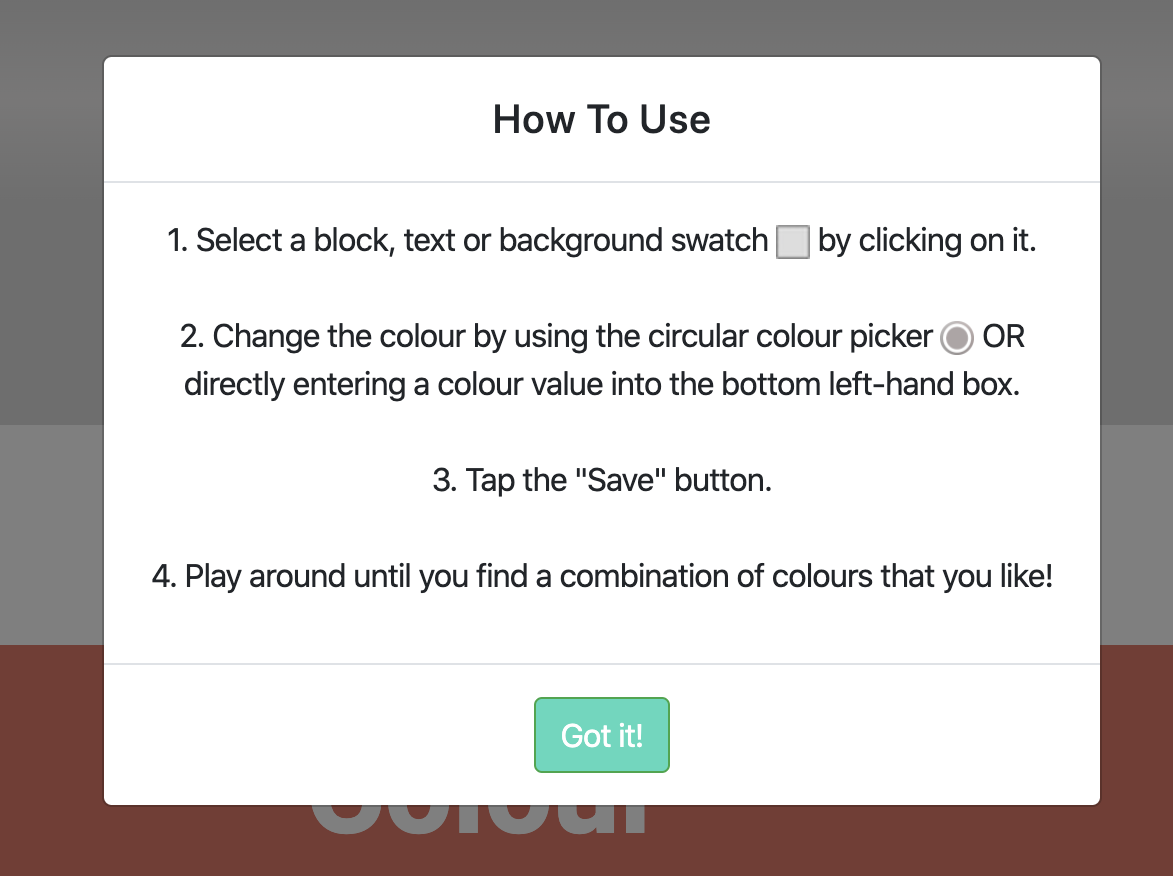 How To Use
1. Select a block, text or background swatch by clicking on it.
2. Change the colour by using the circular colour picker OR
directly entering a colour value into the bottom left-hand box.
3. Tap the "Save" button.
4. Play around until you find a combination of colours that you like!
Got it!
Colour